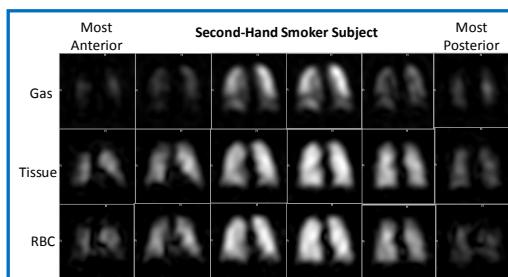 Most
Anterior
Second-Hand Smoker Subject
Most
Posterior
Gas
Tissue
RBC